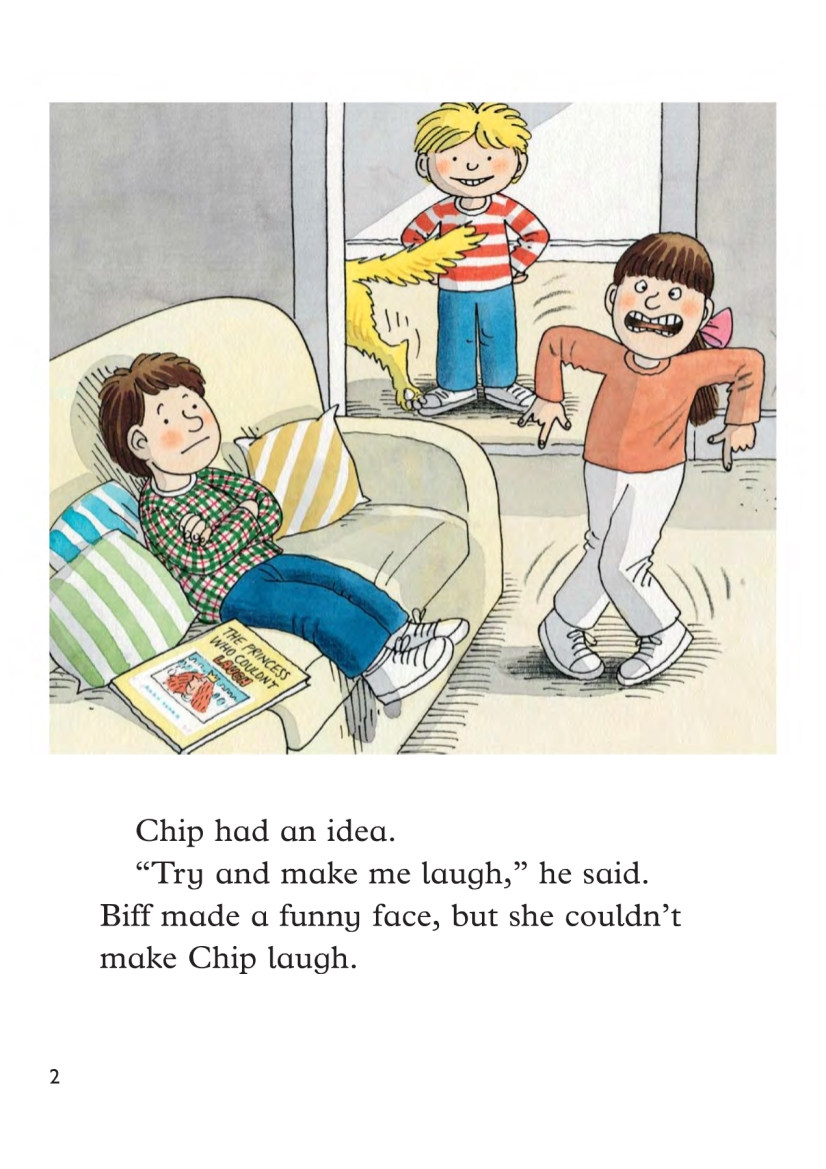 THE PRINCESS
WHO COULDN'T
LAUGH
Chip had an idea.
“Try and make me laugh,” he said.
Biff made a funny face, but she couldn’t
make Chip laugh.
2